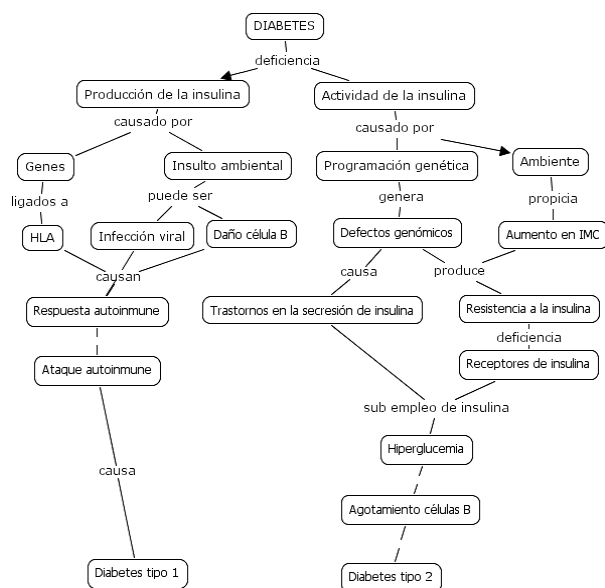 DIABETES
deficiencia
Producción de la insulina
Actividad de la insulina
causado por
causado por
Genes
Insulto ambiental
Programación genética
Ambiente
ligados a
puede ser
genera
propicia
HLA
Infección viral
Daño célula B
Defectos genómicos
Aumento en IMC
causan
causa
produce
Respuesta autoinmune
Trastornos en la secresión de insulina
Resistencia a la insulina
deficiencia
Ataque autoinmune
Receptores de insulina
sub empleo de insulina
Hiperglucemia
causa
Agotamiento células B
Diabetes tipo 1
Diabetes tipo 2